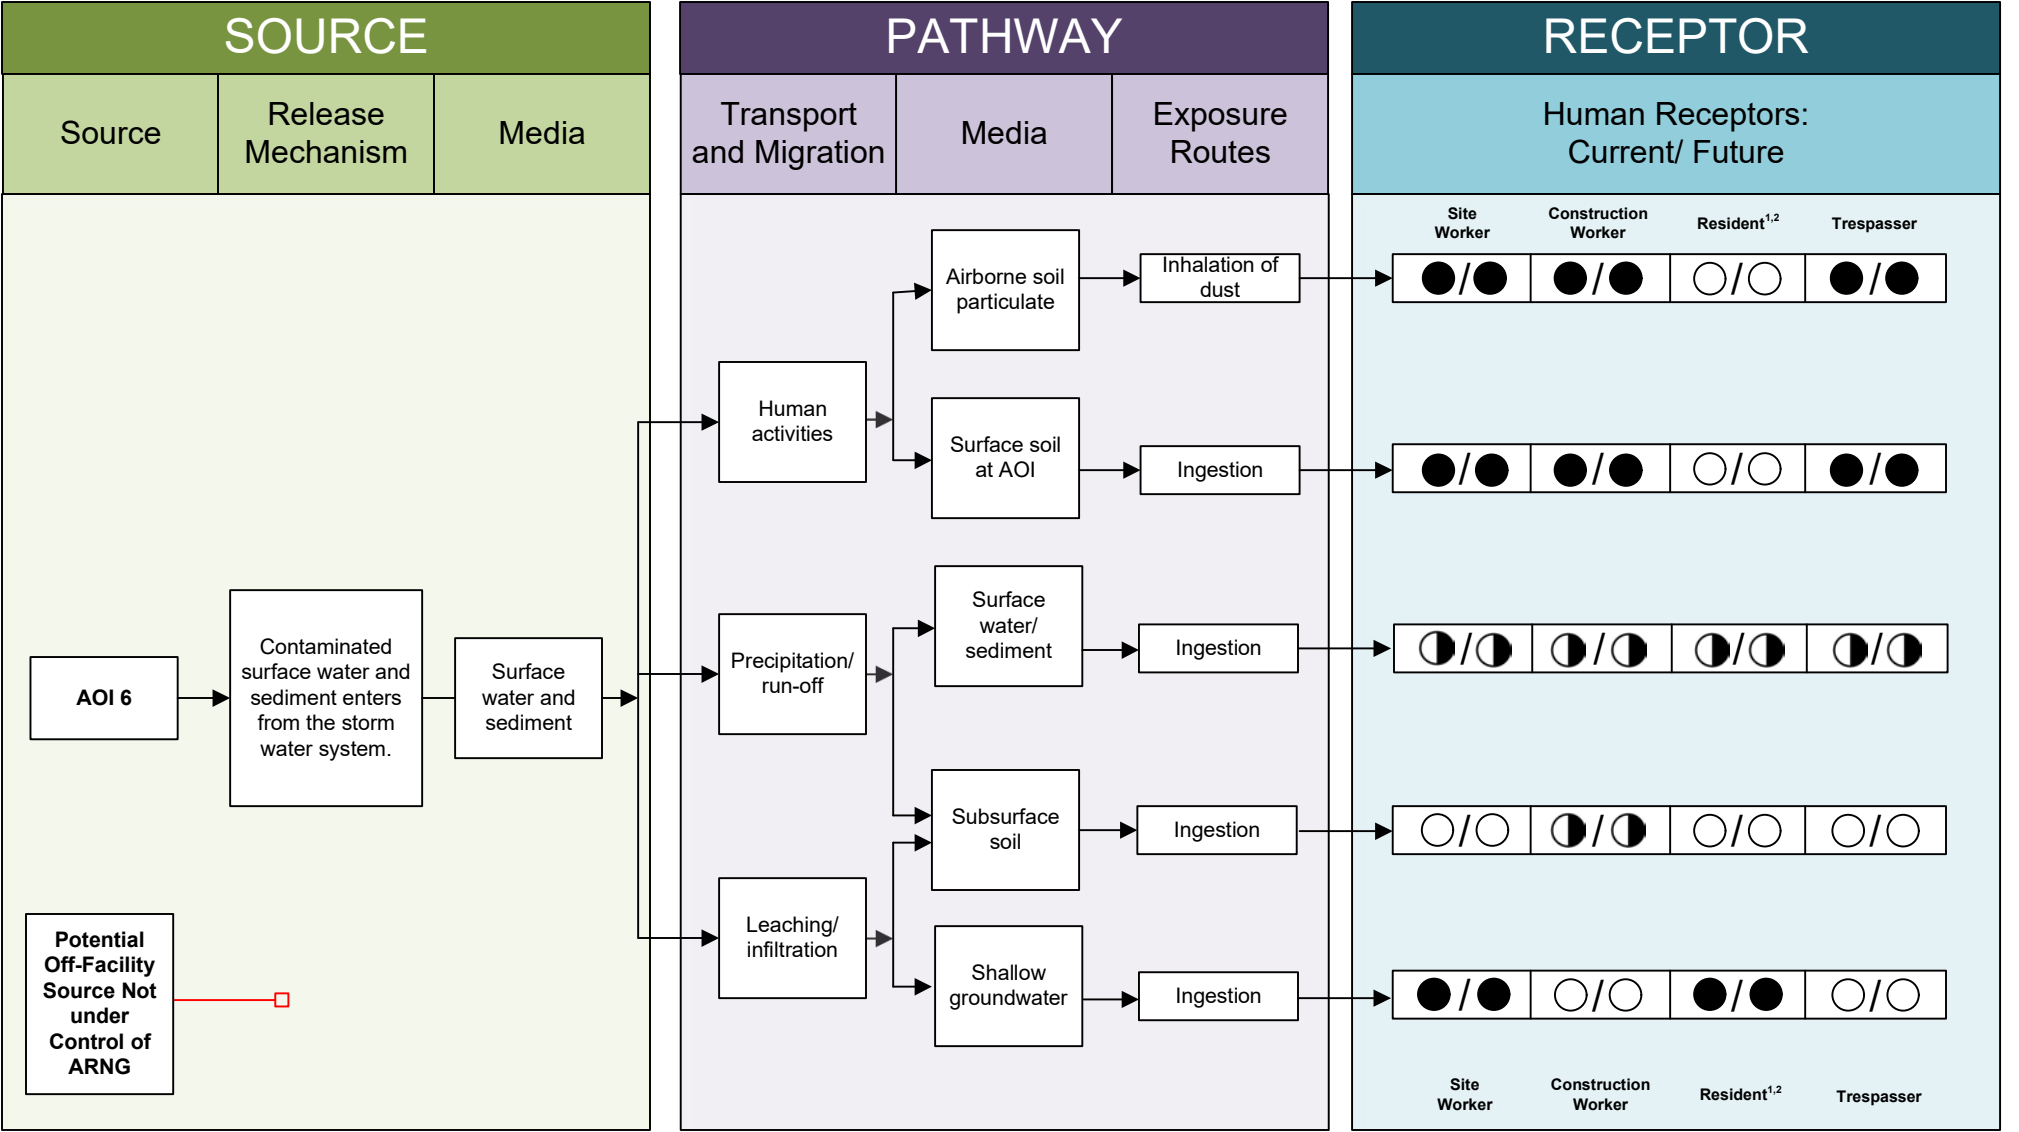 SOURCE
PATHWAY
RECEPTOR
Source
Release
Mechanism
Media
Transport
and Migration
Media
Exposure
Routes
Human Receptors:
Current/ Future
Site
Worker
Construction
Worker
Resident1,2
Trespasser
Airborne soil
particulate
Inhalation of
dust
/
/
/
/
Human
activities
Surface soil
at AOI
Ingestion
/
/
/
/
AOI 6
Contaminated
surface water and
sediment enters
from the storm
water system.
Surface
water and
sediment
Precipitation/
run-off
Surface
water/
sediment
Ingestion
/
/
/
/
Subsurface
soil
Ingestion
/
/
/
/
Leaching/
infiltration
Shallow
groundwater
Ingestion
/
/
/
/
Potential
Off-Facility
Source Not
under
Control of
ARNG
Site
Worker
Construction
Worker
Resident1,2
Trespasser